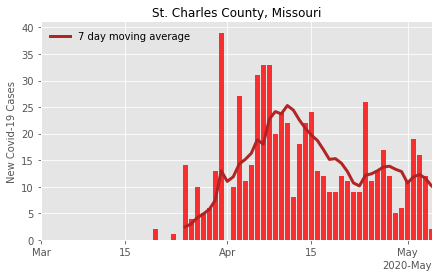 St. Charles County, Missouri
7 day moving average
New Covid-19 Cases
40
35
30
25
20
15
10
5
0
Mar
15
Apr
15
May
2020-May